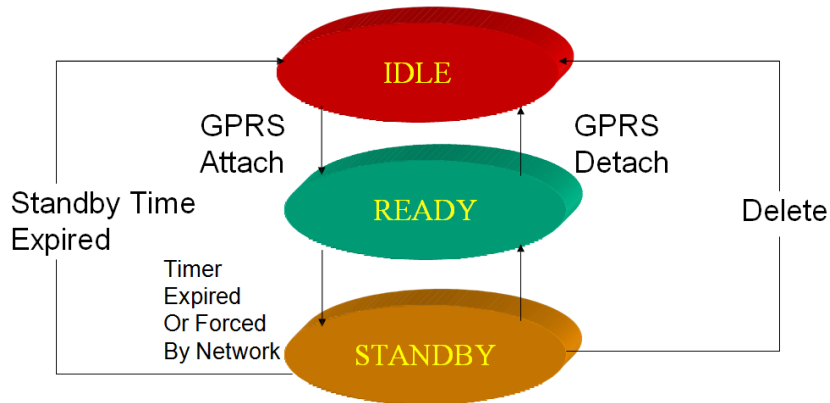 IDLE
GPRS
Attach
GPRS
Detach
Standby Time
Expired
READY
Delete
Timer
Expired
Or Forced
By Network
STANDBY